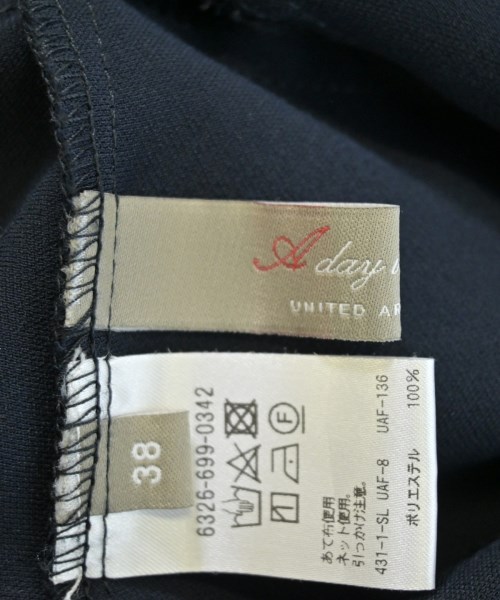 A day i
UNITED AR
38
6326-699-0342
F
あて布使用
ネット使用。
引っかけ注意。
431-1-SL UAF-8 UAF-136
ポリエステル 100%